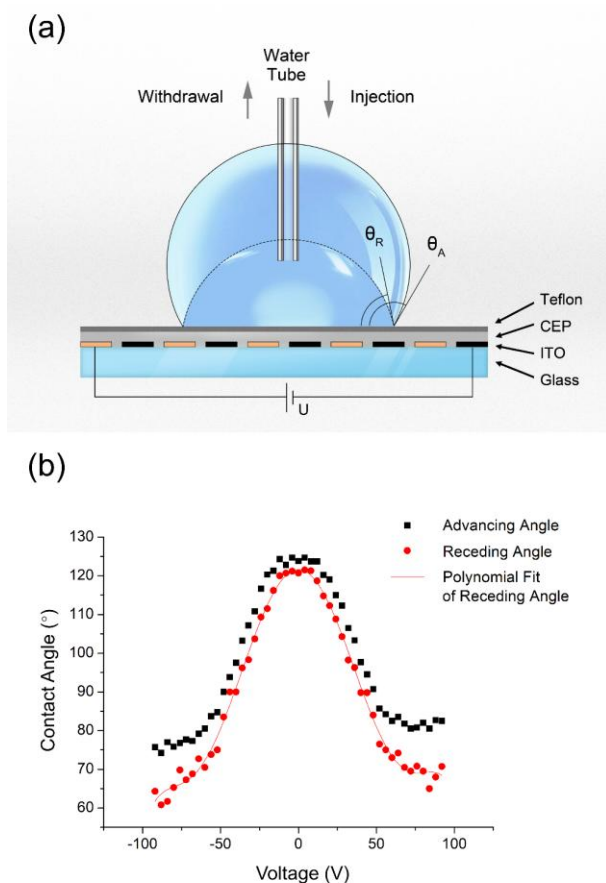 (a)
Water
Tube
Withdrawal
Injection
θR
θA
Teflon
CEP
ITO
Glass
U
(b)
130
120
110
100
90
80
70
60
Contact Angle (°)
-100
-50
0
50
100
Voltage (V)
Advancing Angle
Receding Angle
Polynomial Fit
of Receding Angle